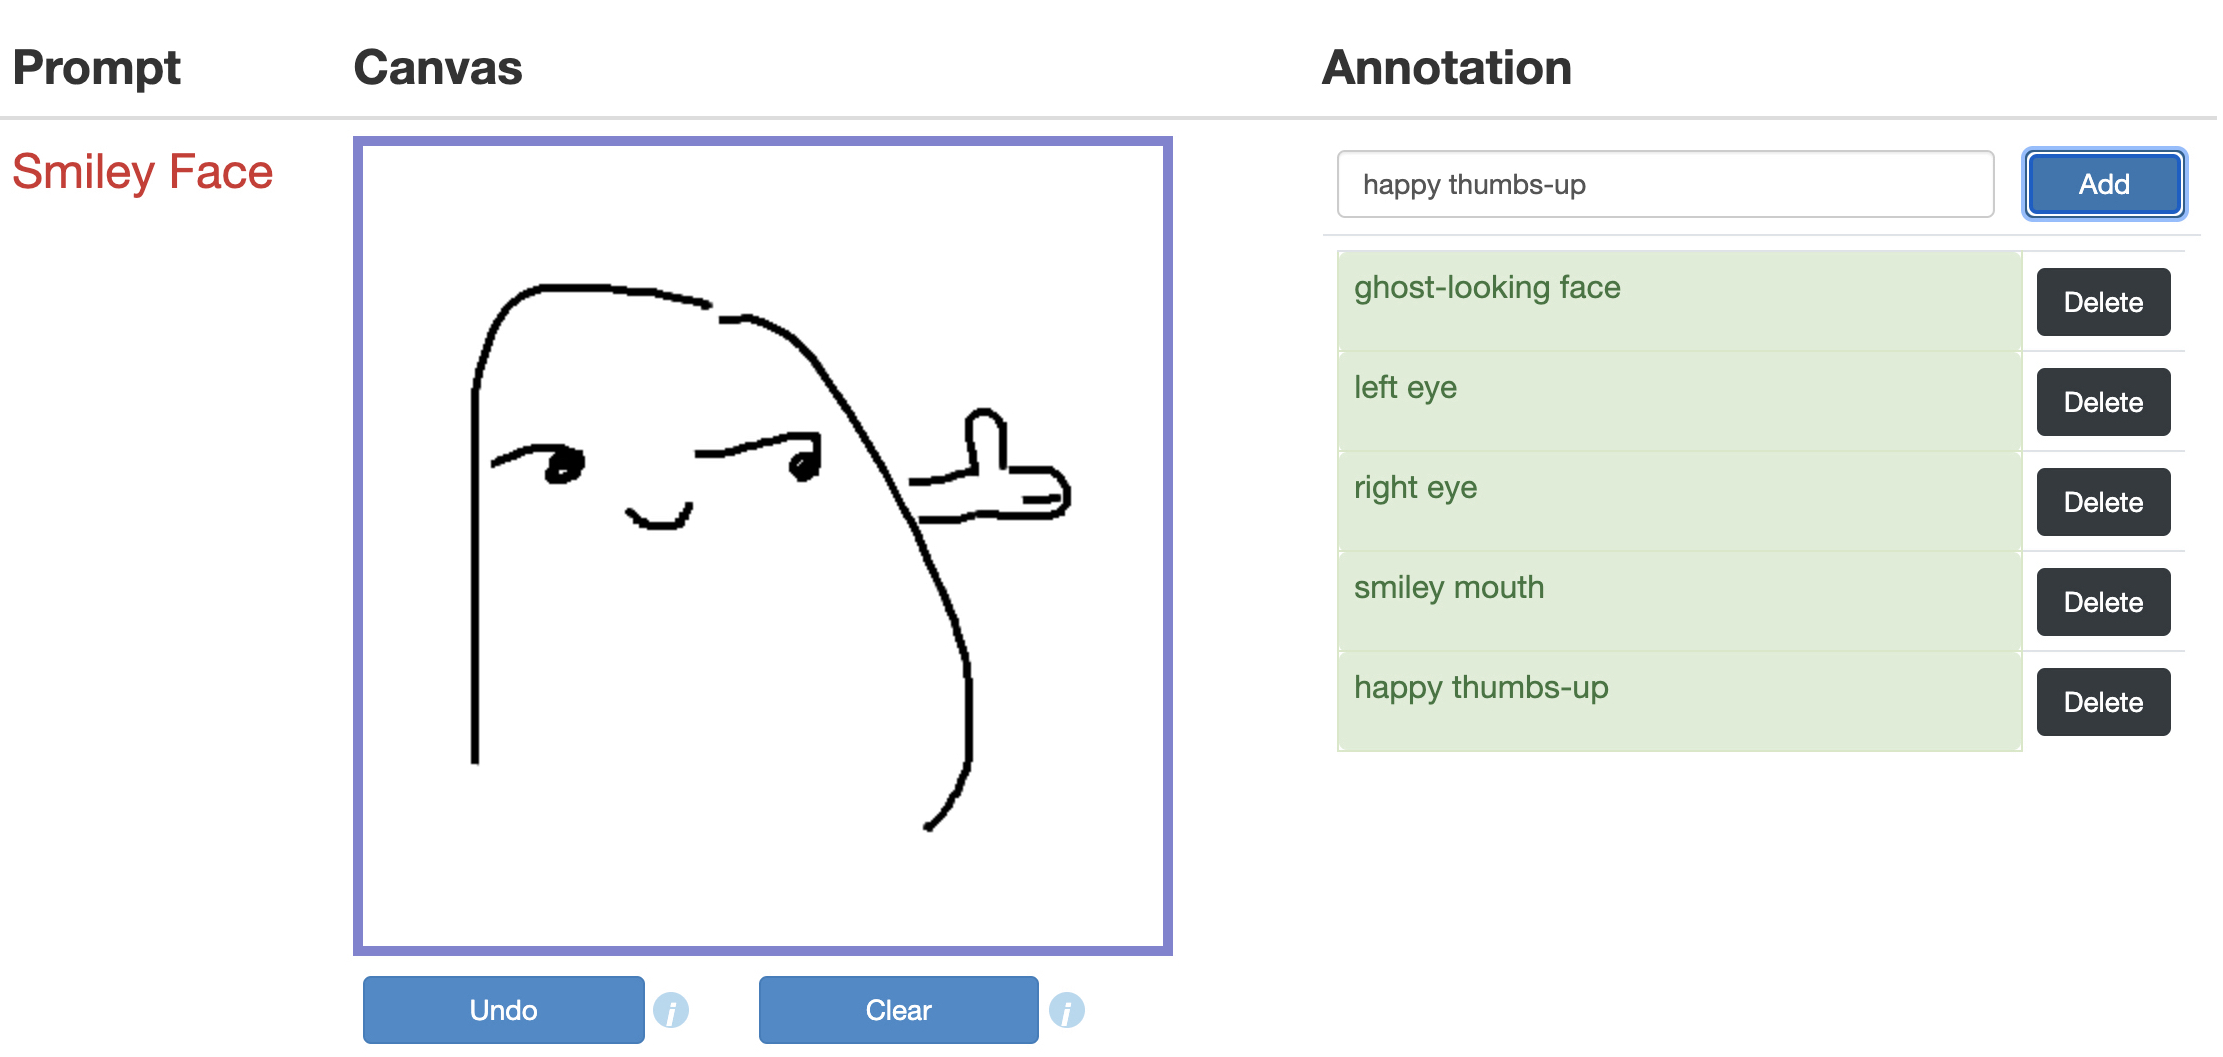 Prompt
Canvas
Annotation
Smiley Face
happy thumbs-up
Add
ghost-looking face
Delete
left eye
Delete
right eye
Delete
smiley mouth
Delete
happy thumbs-up
Delete
Undo
i
Clear
i